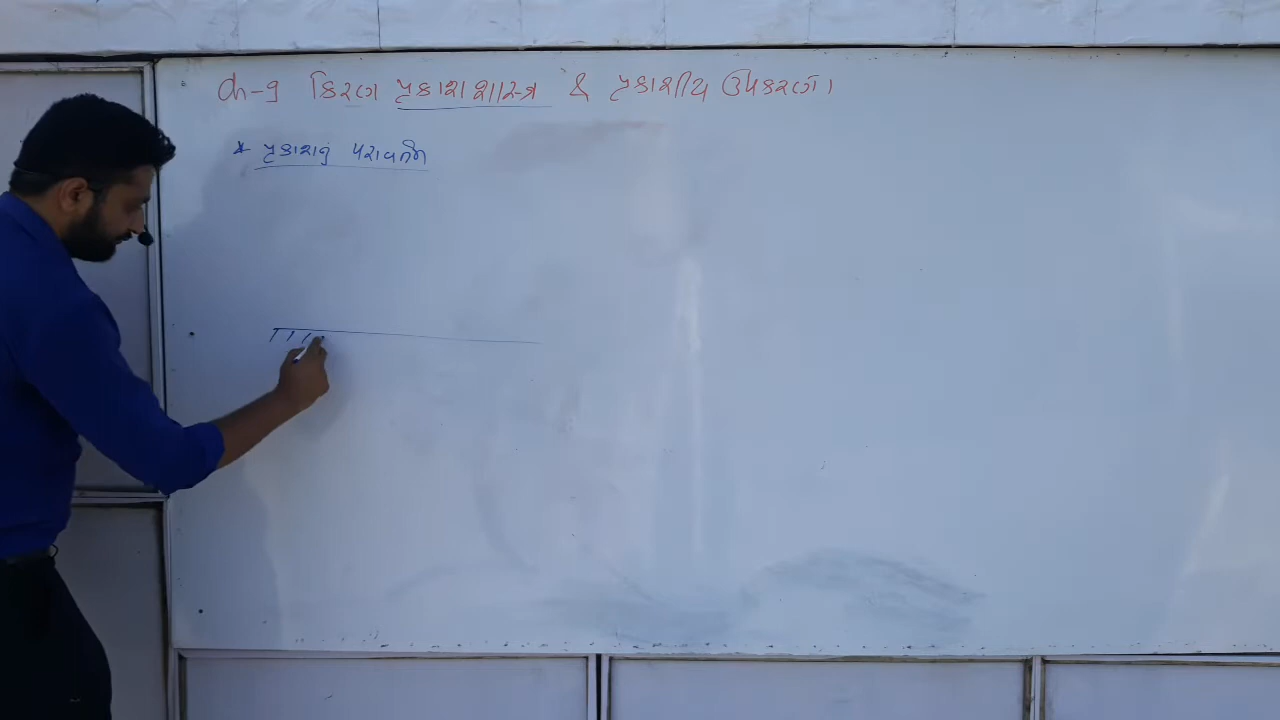 Ch-9 કિરણ પ્રકાશશાસ્ત્ર & પ્રકાશીય ઉપકરણો।
* પ્રકાશનું પરાવર્તન